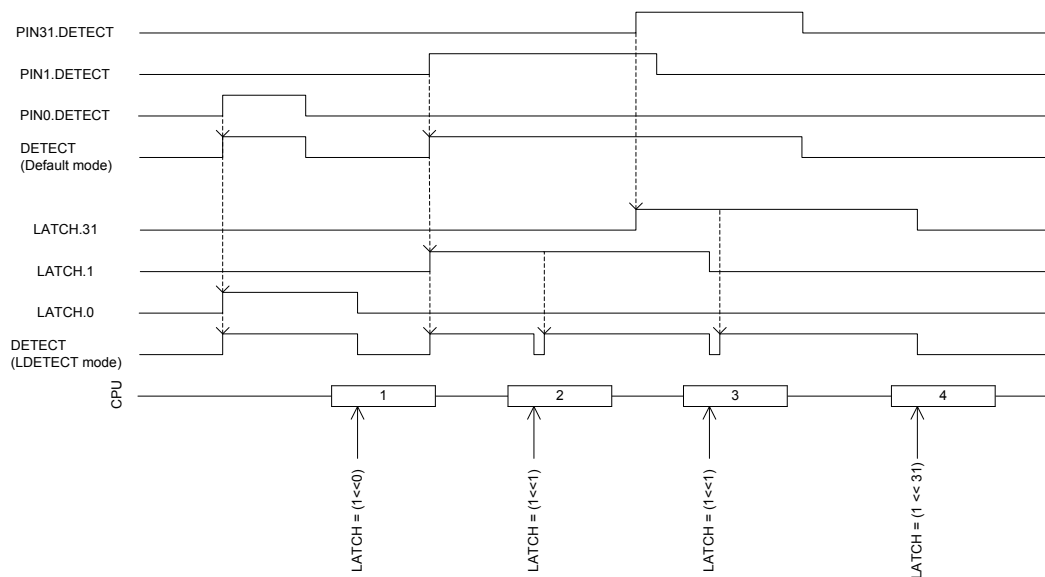 PIN31.DETECT
PIN1.DETECT
PIN0.DETECT
DETECT
(Default mode)
LATCH.31
LATCH.1
LATCH.0
DETECT
(LDETECT mode)
CPU
1
2
3
4
LATCH = (1<<0)
LATCH = (1<<1)
LATCH = (1<<1)
LATCH = (1 << 31)